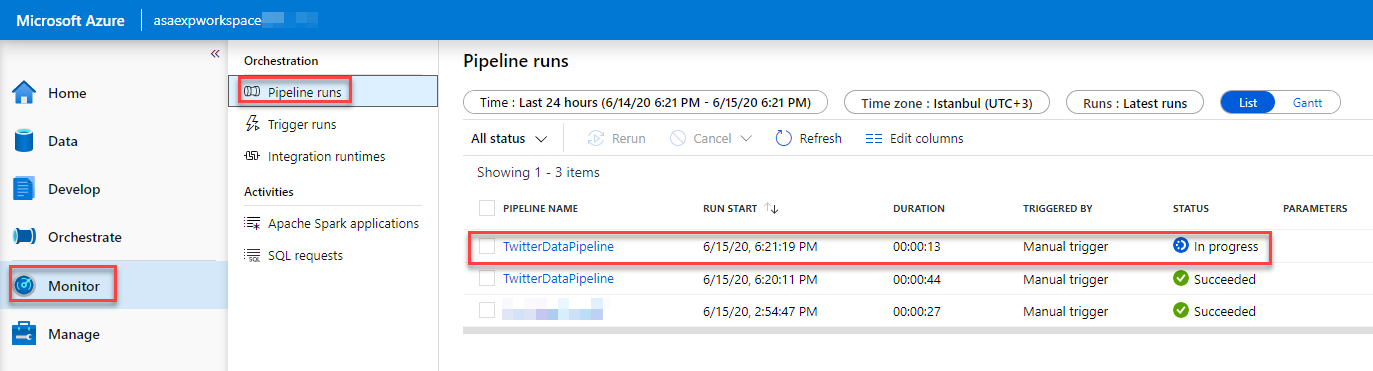 Microsoft Azure asaexpworkspace
«
Home
Data
Develop
Orchestrate
Monitor
Manage
Orchestration
Pipeline runs
Trigger runs
Integration runtimes
Activities
Apache Spark applications
SQL requests
Pipeline runs
Time : Last 24 hours (6/14/20 6:21 PM - 6/15/20 6:21 PM) Time zone : Istanbul (UTC+3) Runs : Latest runs List Gantt
All status Rerun Cancel Refresh Edit columns
Showing 1 - 3 items
PIPELINE NAME RUN START DURATION TRIGGERED BY STATUS PARAMETERS
TwitterDataPipeline 6/15/20, 6:21:19 PM 00:00:13 Manual trigger In progress
TwitterDataPipeline 6/15/20, 6:20:11 PM 00:00:44 Manual trigger Succeeded
6/15/20, 2:54:47 PM 00:00:27 Manual trigger Succeeded